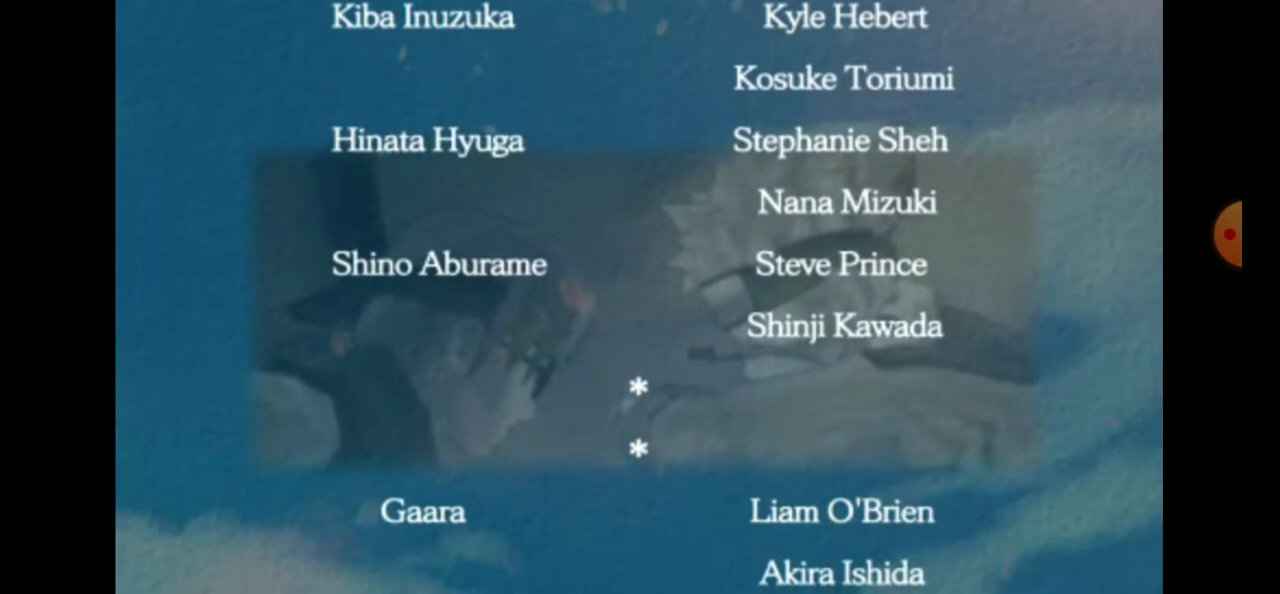 Kiba Inuzuka Kyle Hebert
Kosuke Toriumi
Hinata Hyuga Stephanie Sheh
Nana Mizuki
Shino Aburame Steve Prince
Shinji Kawada
*
*
Gaara Liam O'Brien
Akira Ishida